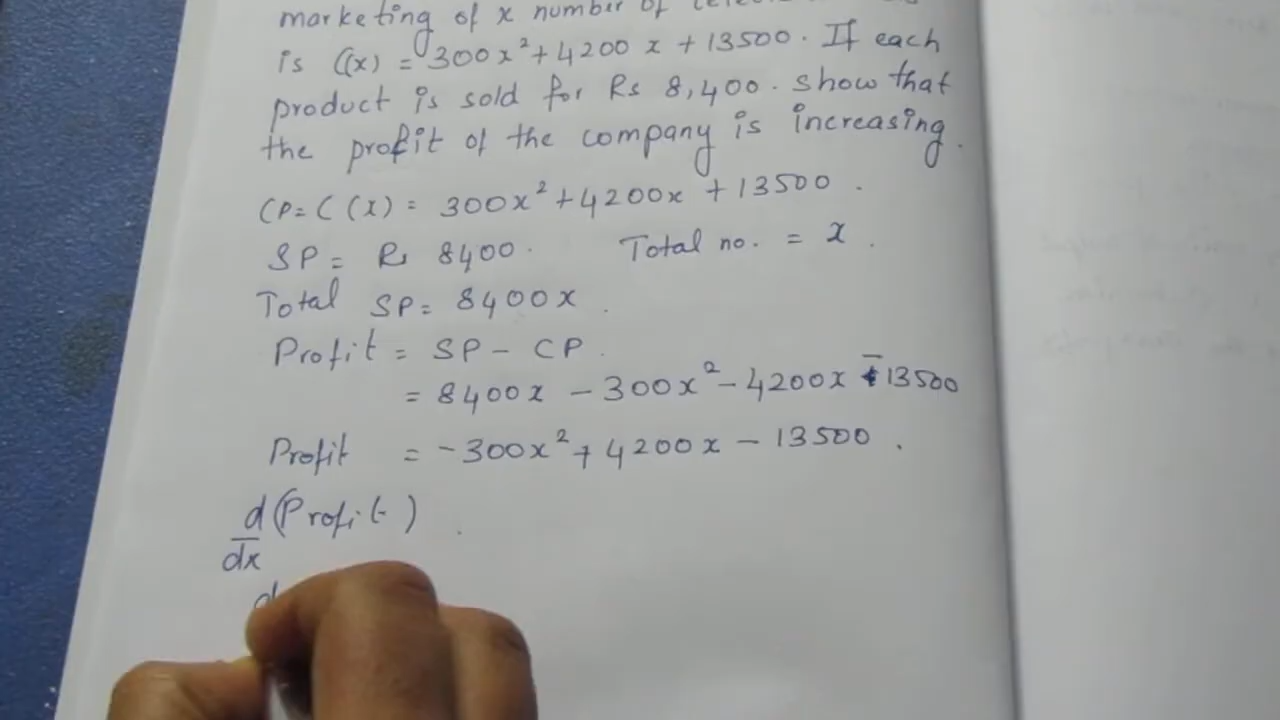 marketing of x number of
is C(x) = 300x² + 4200x + 13500. If each
product is sold for Rs 8,400. show that
the profit of the company is increasing.
CP = C(x) = 300x² + 4200x + 13500.
SP = Rs 8400. Total no. = x.
Total SP = 8400x.
Profit = SP - CP.
= 8400x - 300x² - 4200x - 13500
Profit = -300x² + 4200x - 13500.
d/dx (Profit)
d